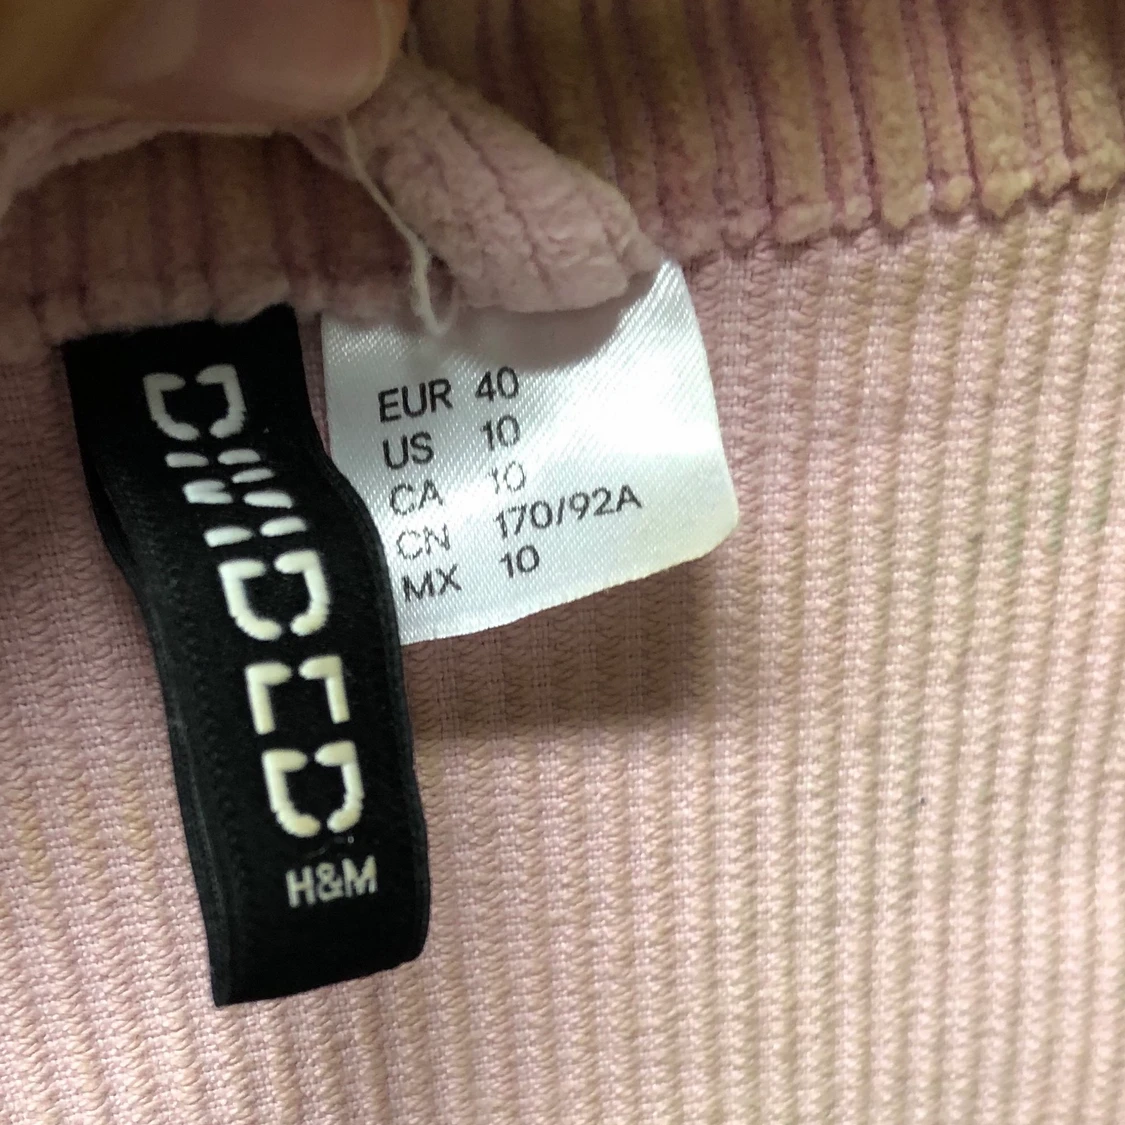 DIVIDED
H&M
EUR 40
US 10
CA 10
CN 170/92A
MX 10